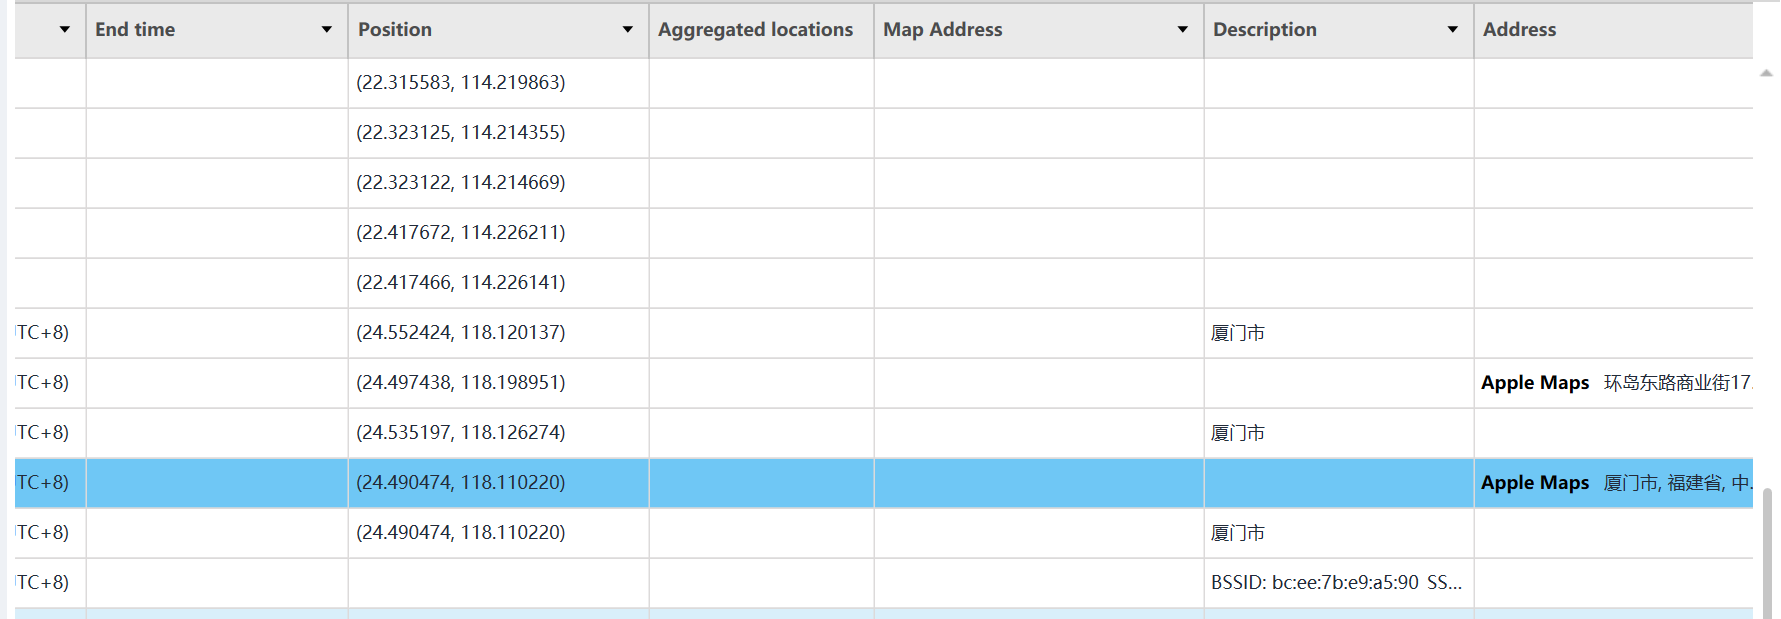 End time Position Aggregated locations Map Address Description Address
(22.315583, 114.219863)
(22.323125, 114.214355)
(22.323122, 114.214669)
(22.417672, 114.226211)
(22.417466, 114.226141)
TC+8) (24.552424, 118.120137) 厦门市
TC+8) (24.497438, 118.198951) Apple Maps 环岛东路商业街17.
TC+8) (24.535197, 118.126274) 厦门市
TC+8) (24.490474, 118.110220) Apple Maps 厦门市, 福建省, 中.
TC+8) (24.490474, 118.110220) 厦门市
TC+8) BSSID: bc:ee:7b:e9:a5:90 SS...